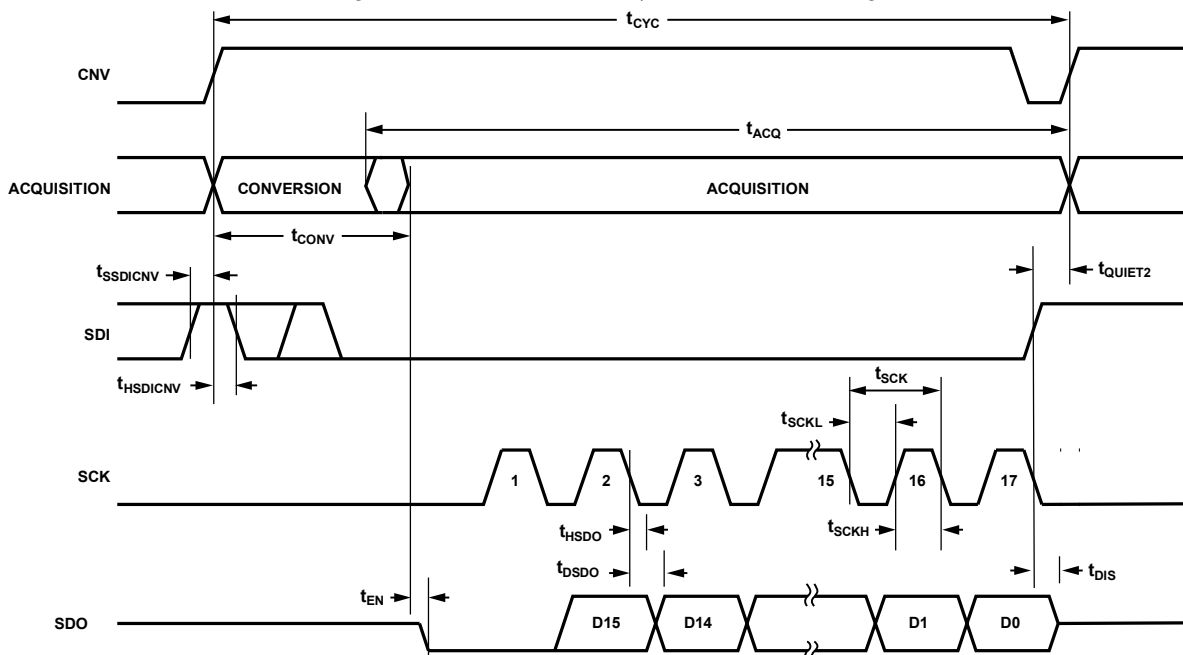 tCYC
CNV
tACQ
ACQUISITION CONVERSION ACQUISITION
tCONV
tSSDICNV tQUIET2
SDI
tHSDICNV tSCK
tSCKL
SCK 1 2 3 15 16 17
tHSDO tSCKH
tDSDO tDIS
tEN
SDO D15 D14 D1 D0